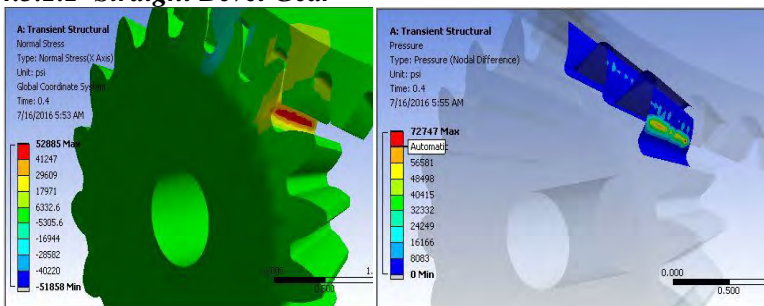 Straight Bevel Gear
A: Transient Structural
Normal Stress
Type: Normal Stress(X Axis)
Unit: psi
Global Coordinate System
Time: 0.4
7/16/2016 5:53 AM
52885 Max
41247
29609
17971
6332.6
-5305.6
-16944
-28582
-40220
-51858 Min
0.500
A: Transient Structural
Pressure
Type: Pressure (Nodal Difference)
Unit: psi
Time: 0.4
7/16/2016 5:55 AM
72747 Max
Automatic
56581
48498
40415
32332
24249
16166
8083
0 Min
0.000
0.500